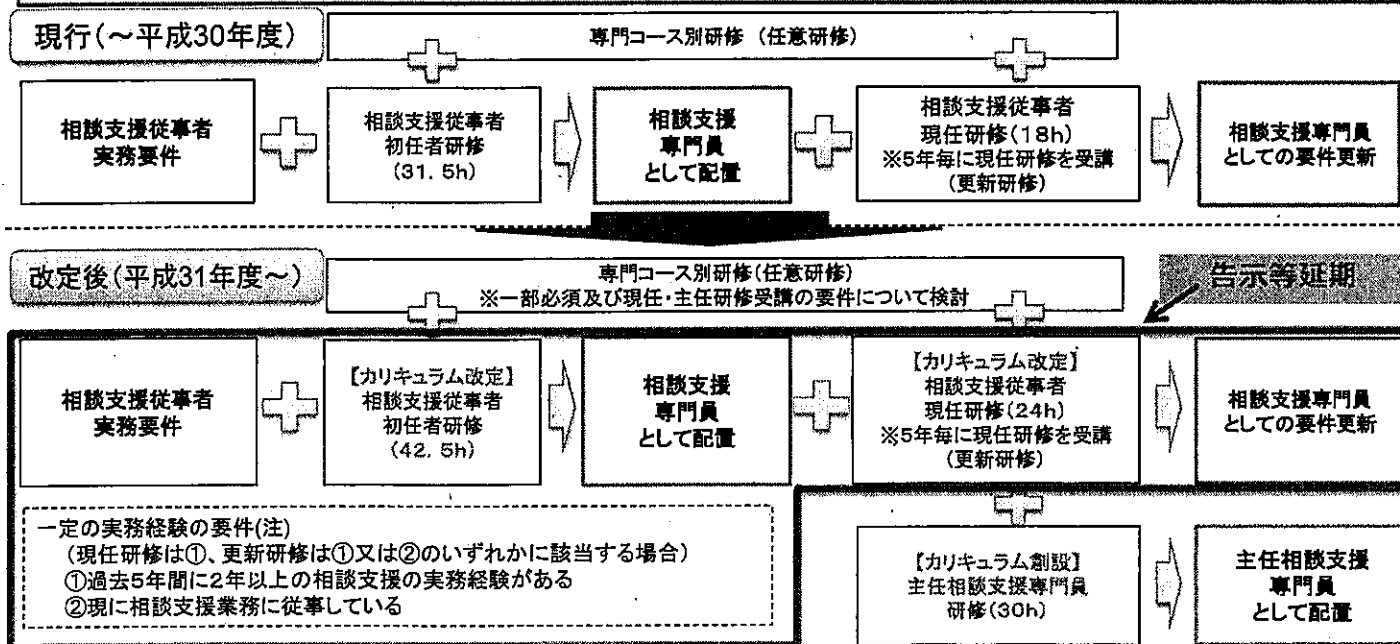 現行(~平成30年度)
専門コース別研修 (任意研修)
相談支援従事者
実務要件
相談支援従事者
初任者研修
(31.5h)
相談支援
専門員
として配置
相談支援従事者
現任研修(18h)
※5年毎に現任研修を受講
(更新研修)
相談支援専門員
としての要件更新
改定後(平成31年度~)
専門コース別研修(任意研修)
※一部必須及び現任・主任研修受講の要件について検討
告示等延期
相談支援従事者
実務要件
【カリキュラム改定】
相談支援従事者
初任者研修
(42.5h)
相談支援
専門員
として配置
【カリキュラム改定】
相談支援従事者
現任研修(24h)
※5年毎に現任研修を受講
(更新研修)
相談支援専門員
としての要件更新
一定の実務経験の要件(注)
(現任研修は①、更新研修は①又は②のいずれかに該当する場合)
①過去5年間に2年以上の相談支援の実務経験がある
②現に相談支援業務に従事している
【カリキュラム創設】
主任相談支援専門員
研修(30h)
主任相談支援
専門員
として配置